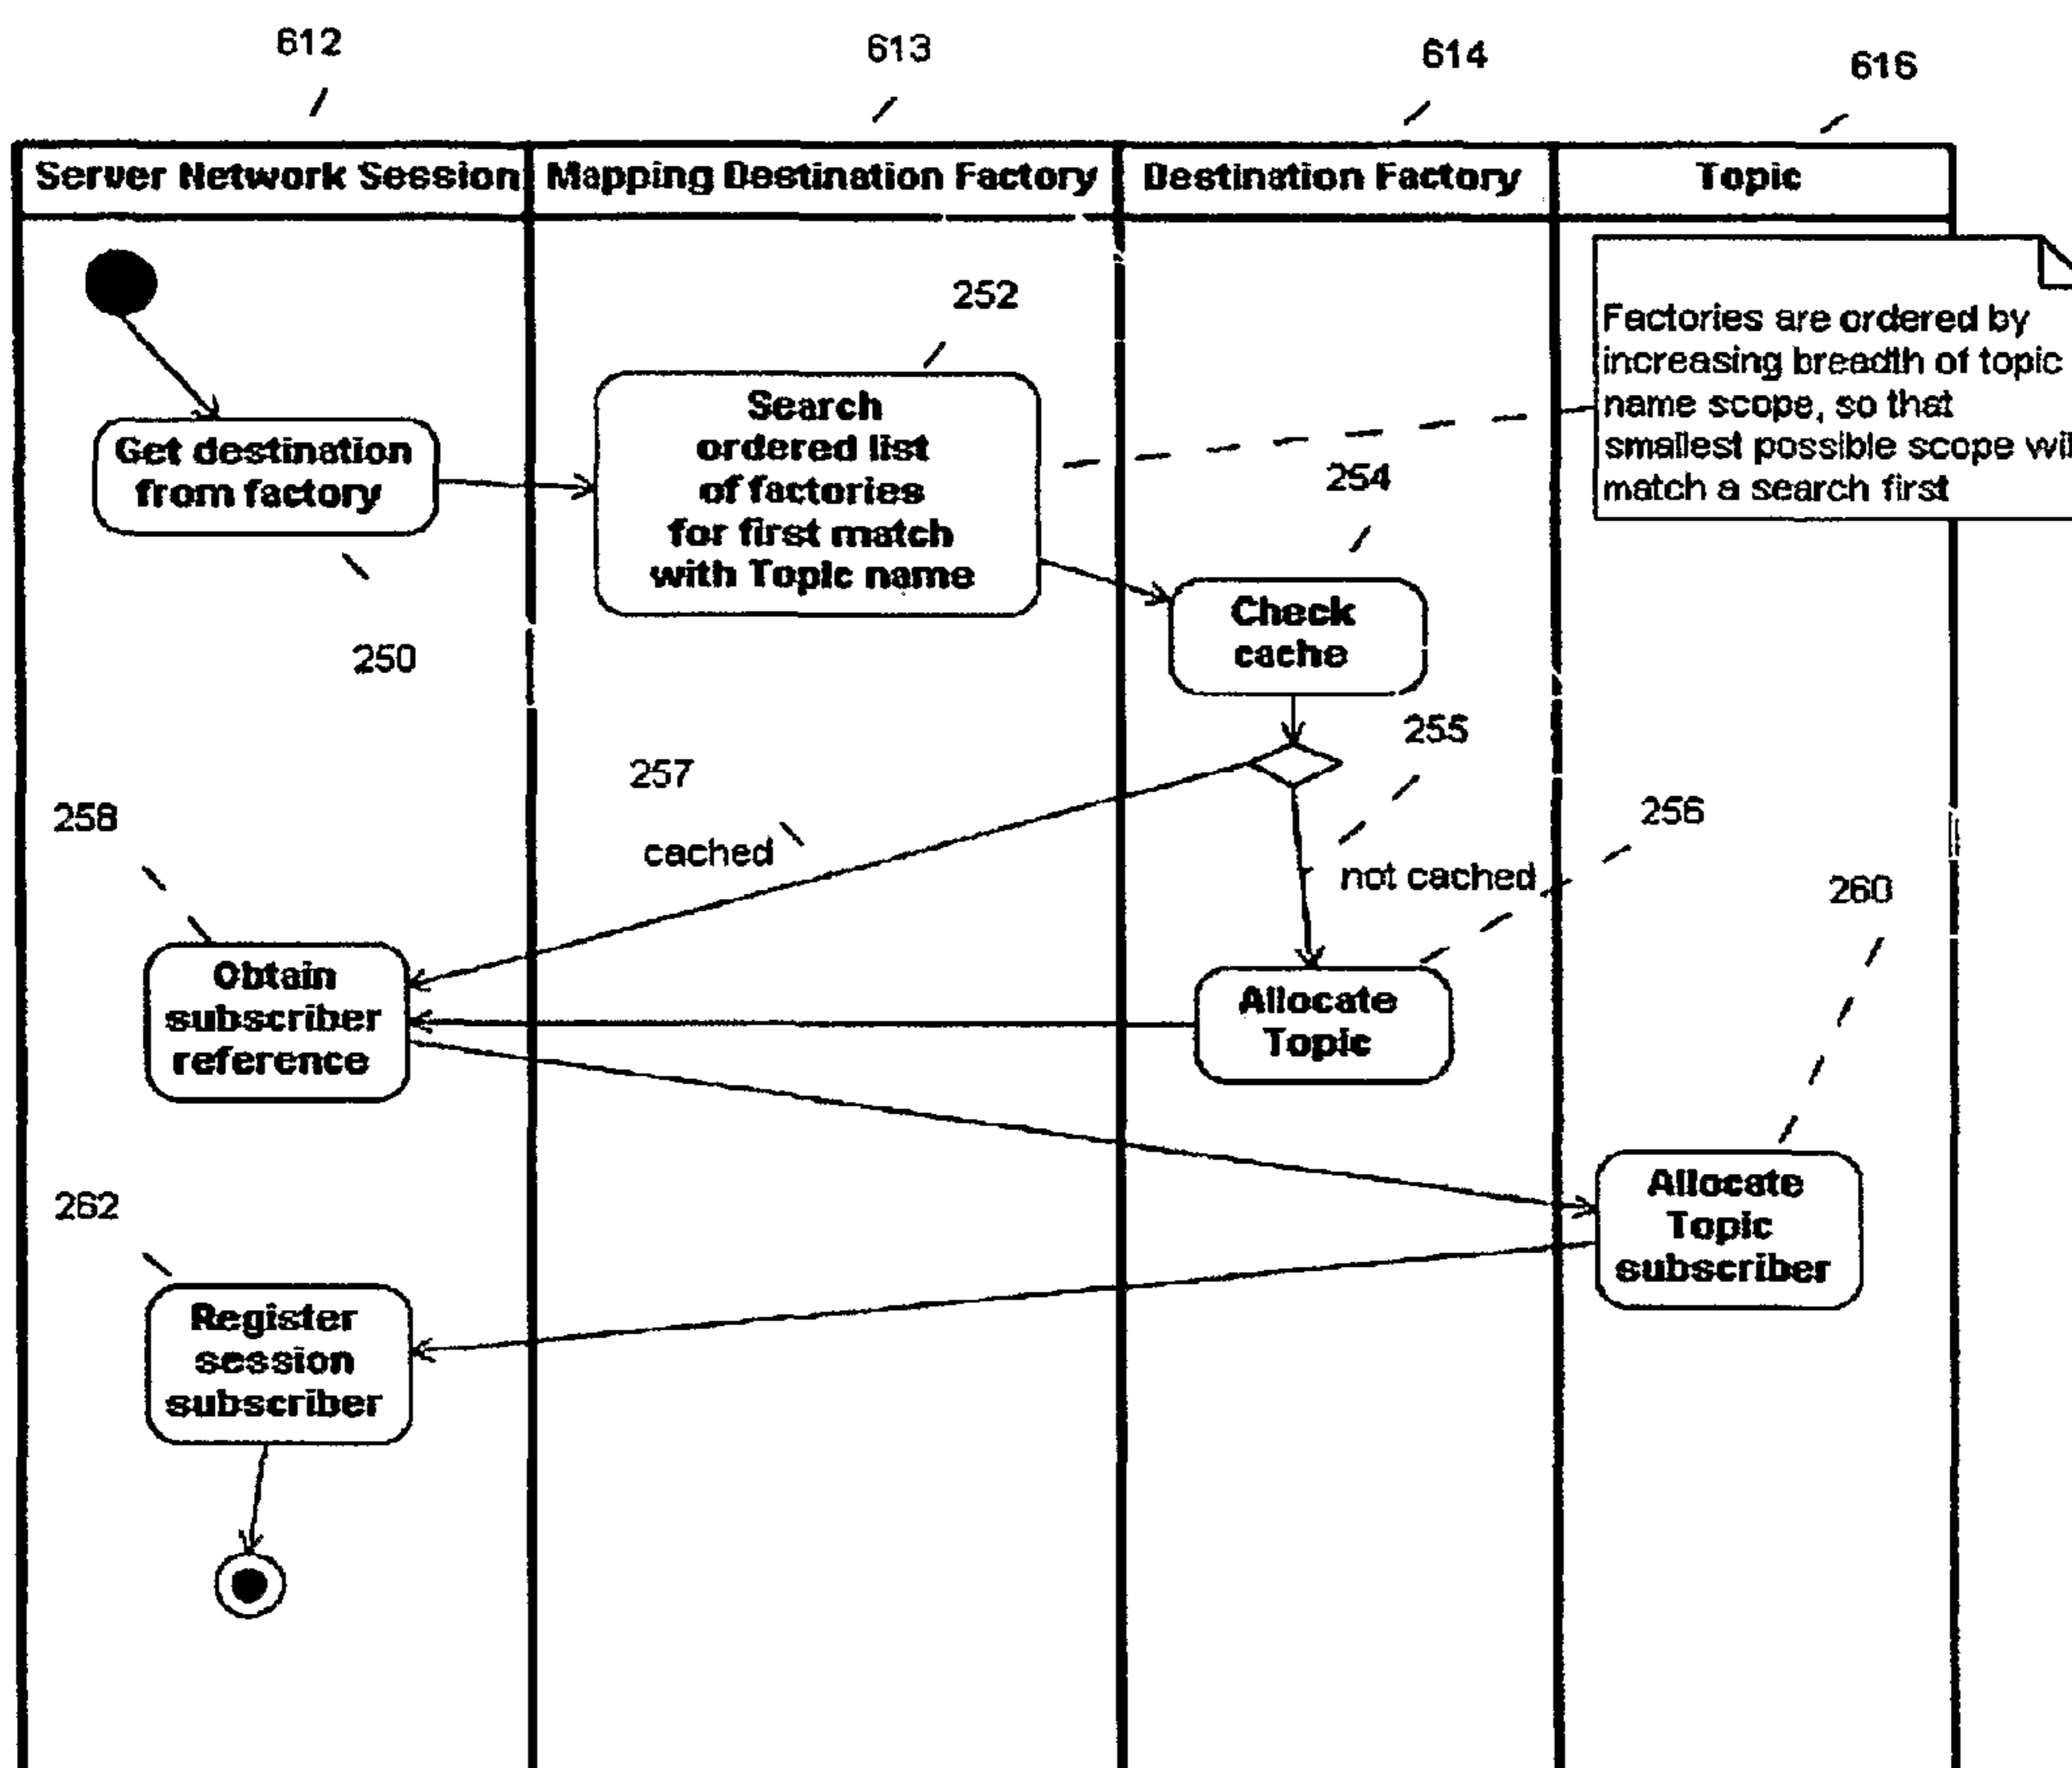 612
613
614
616
Server Network Session
Mapping Destination Factory
Destination Factory
Topic
252
Factories are ordered by
increasing breadth of topic
name scope, so that
smallest possible scope
match a search first
Search
ordered list
of factories
for first match
with Topic name
Get destination
from factory
254
250
Check
cache
255
257
258
256
cached
not cached
260
Obtain
subscriber
reference
Allocate
Topic
Allocate
Topic
subscriber
262
Register
session
subscriber